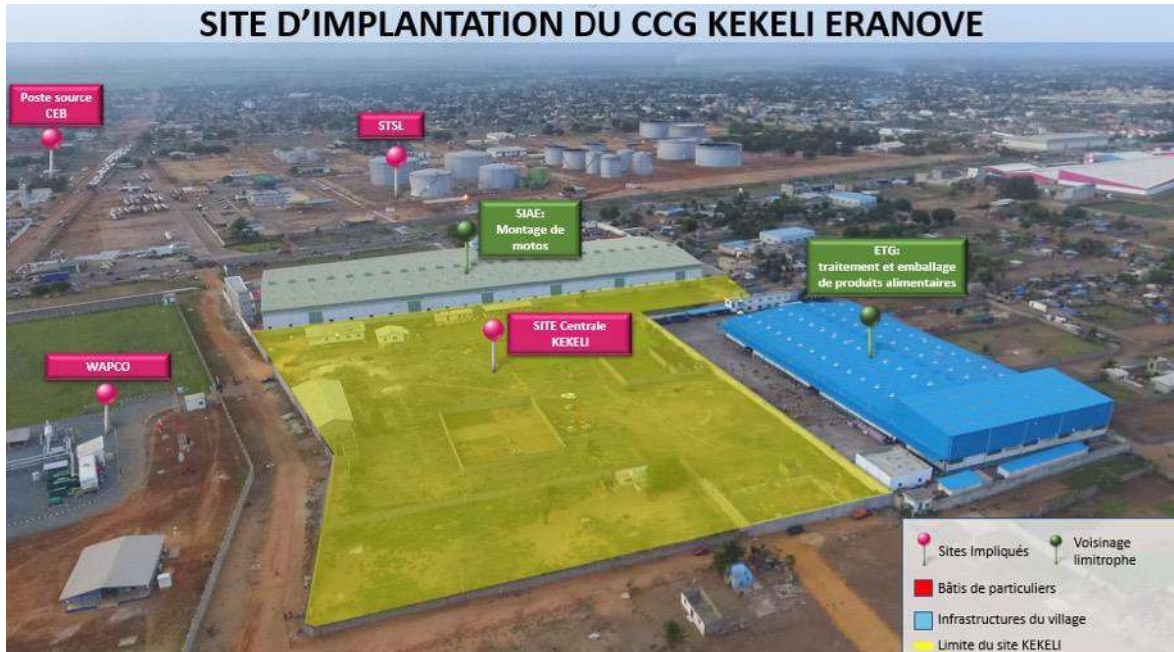 SITE D'IMPLANTATION DU CCG KEKELI ERANOVE
Poste source
CEB
STSL
SIAE:
Montage de
motos
ETG:
traitement et emballage
de produits alimentaires
SITE Centrale
KEKELI
WAPCO
Sites Impliqués
Voisinage
limitrophe
Bâtis de particuliers
Infrastructures du village
Limite du site KEKELI